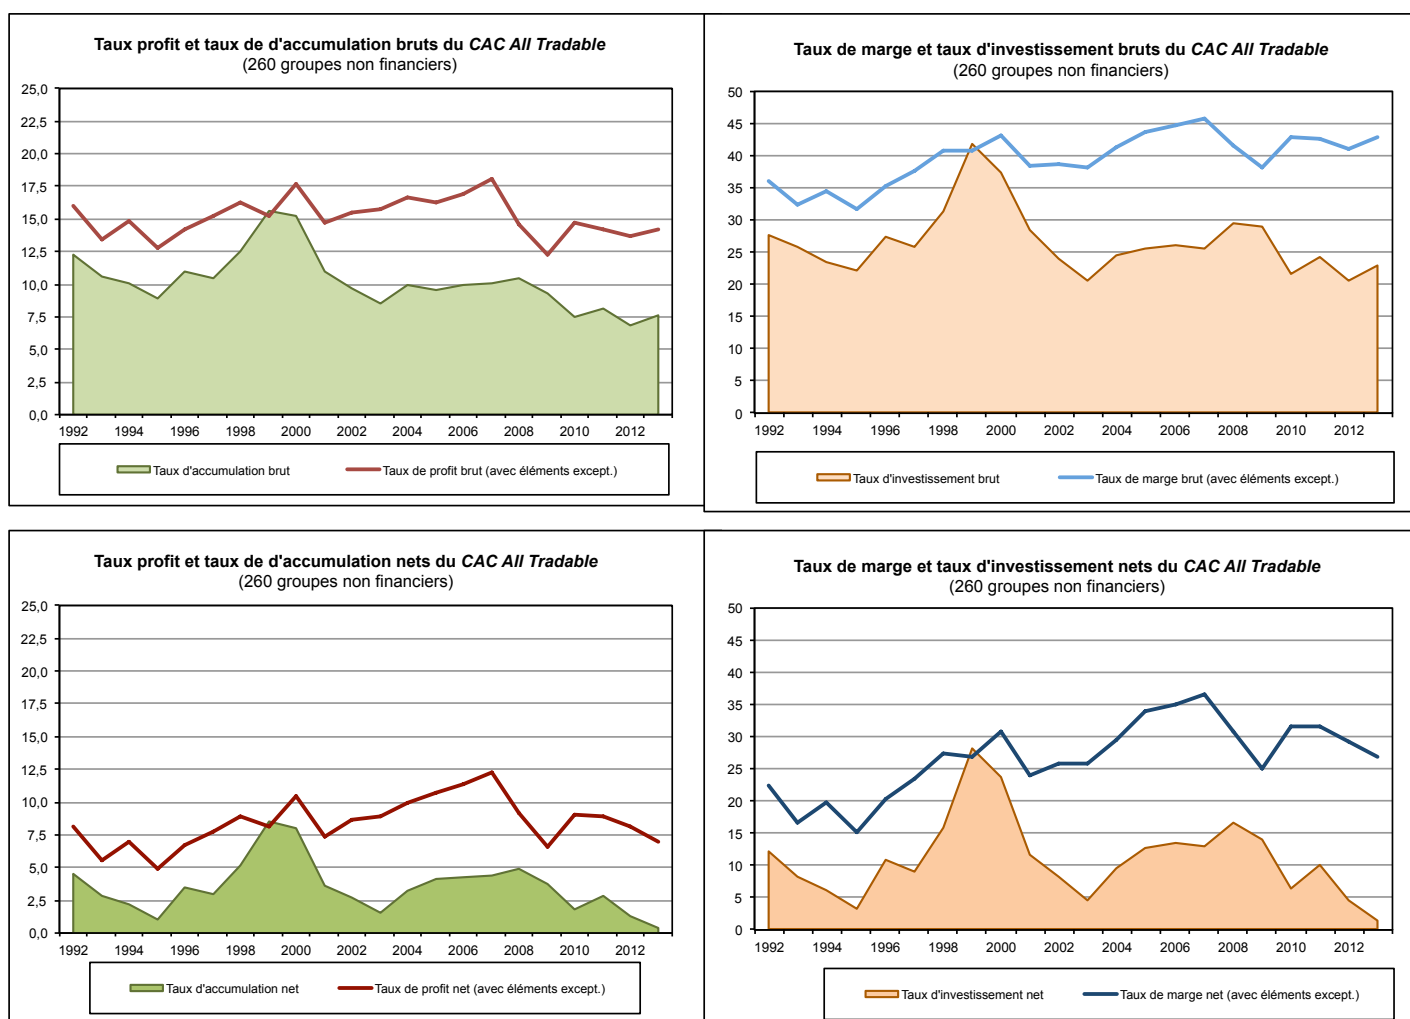 Taux profit et taux de d'accumulation bruts du CAC All Tradable
(260 groupes non financiers)
25,0
22,5
20,0
17,5
15,0
12,5
10,0
7,5
5,0
2,5
0,0
1992 1994 1996 1998 2000 2002 2004 2006 2008 2010 2012
Taux d'accumulation brut Taux de profit brut (avec éléments except.)
Taux de marge et taux d'investissement bruts du CAC All Tradable
(260 groupes non financiers)
50
45
40
35
30
25
20
15
10
5
0
1992 1994 1996 1998 2000 2002 2004 2006 2008 2010 2012
Taux d'investissement brut Taux de marge brut (avec éléments except.)
Taux profit et taux de d'accumulation nets du CAC All Tradable
(260 groupes non financiers)
25,0
22,5
20,0
17,5
15,0
12,5
10,0
7,5
5,0
2,5
0,0
1992 1994 1996 1998 2000 2002 2004 2006 2008 2010 2012
Taux d'accumulation net Taux de profit net (avec éléments except.)
Taux de marge et taux d'investissement nets du CAC All Tradable
(260 groupes non financiers)
50
45
40
35
30
25
20
15
10
5
0
1992 1994 1996 1998 2000 2002 2004 2006 2008 2010 2012
Taux d'investissement net Taux de marge net (avec éléments except.)